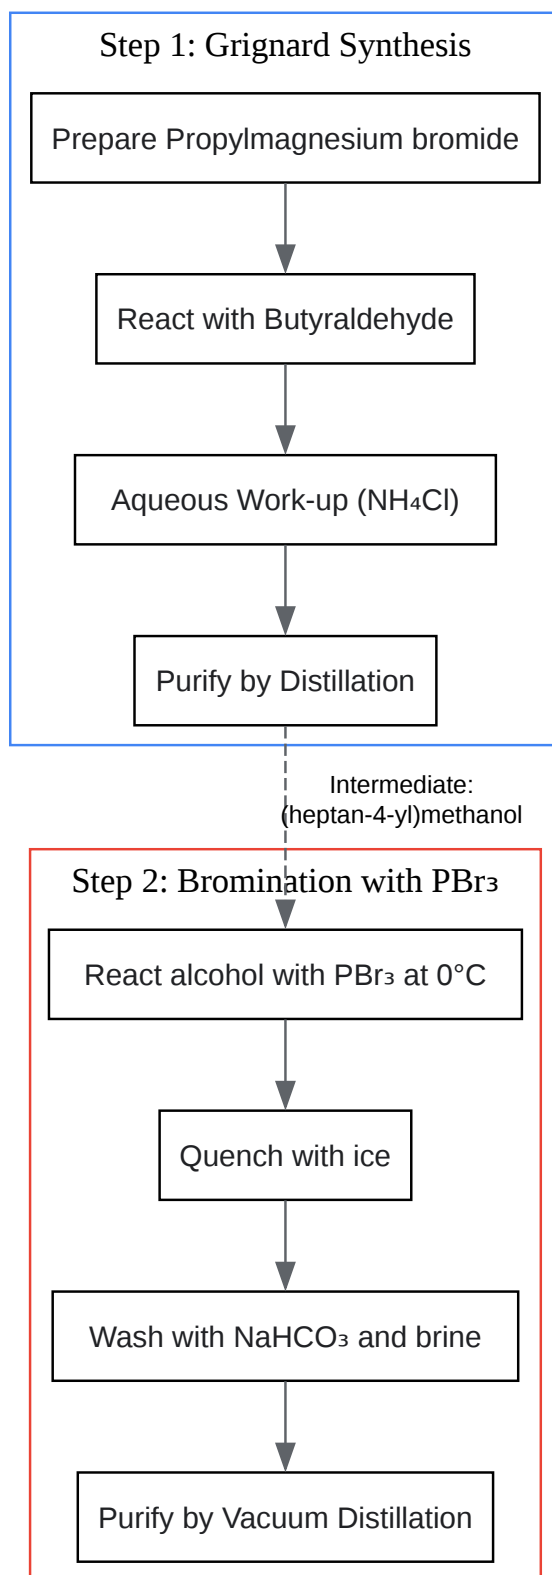 Step 1: Grignard Synthesis
Prepare Propylmagnesium bromide
React with Butyraldehyde
Aqueous Work-up (NH₄Cl)
Purify by Distillation
Intermediate:
(heptan-4-yl)methanol
Step 2: Bromination with PBr₃
React alcohol with PBr₃ at 0°C
Quench with ice
Wash with NaHCO₃ and brine
Purify by Vacuum Distillation